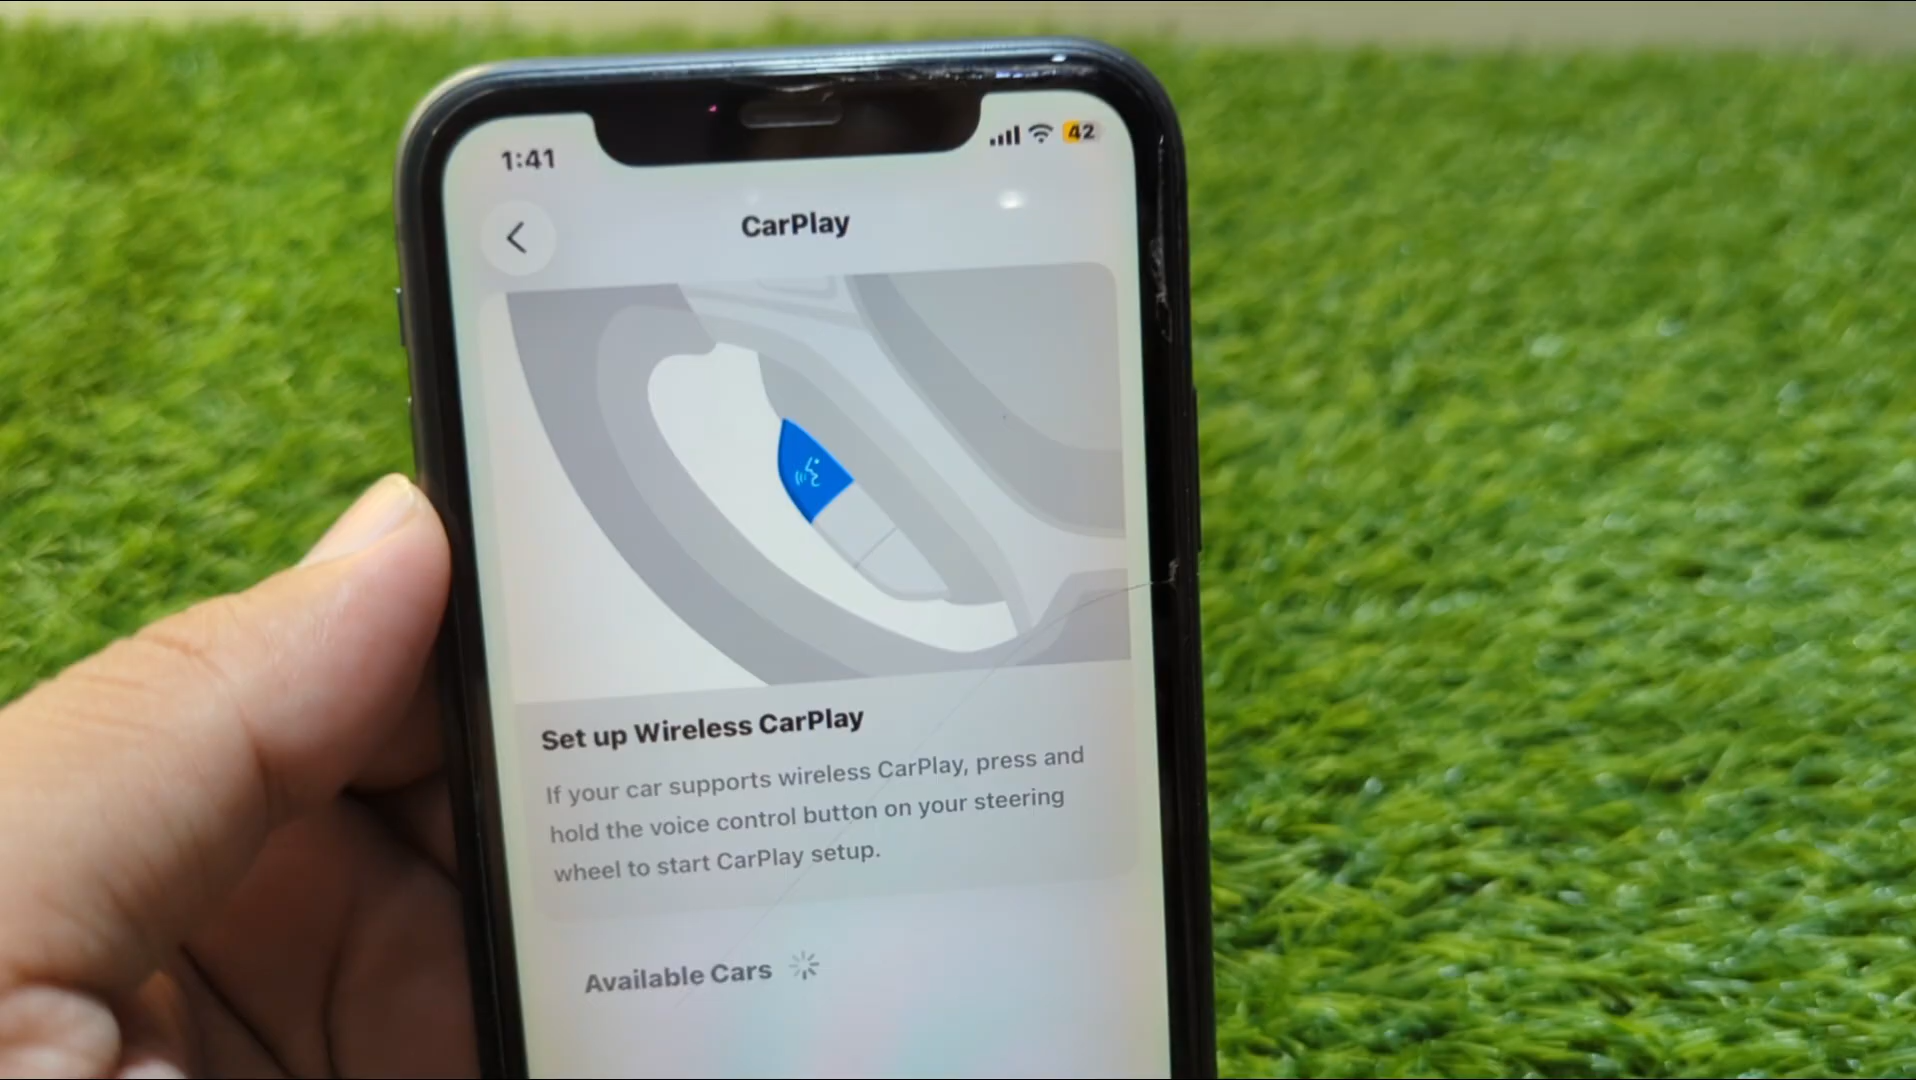 1:41
42
CarPlay
Set up Wireless CarPlay
If your car supports wireless CarPlay, press and
hold the voice control button on your steering
wheel to start CarPlay setup.
Available Cars